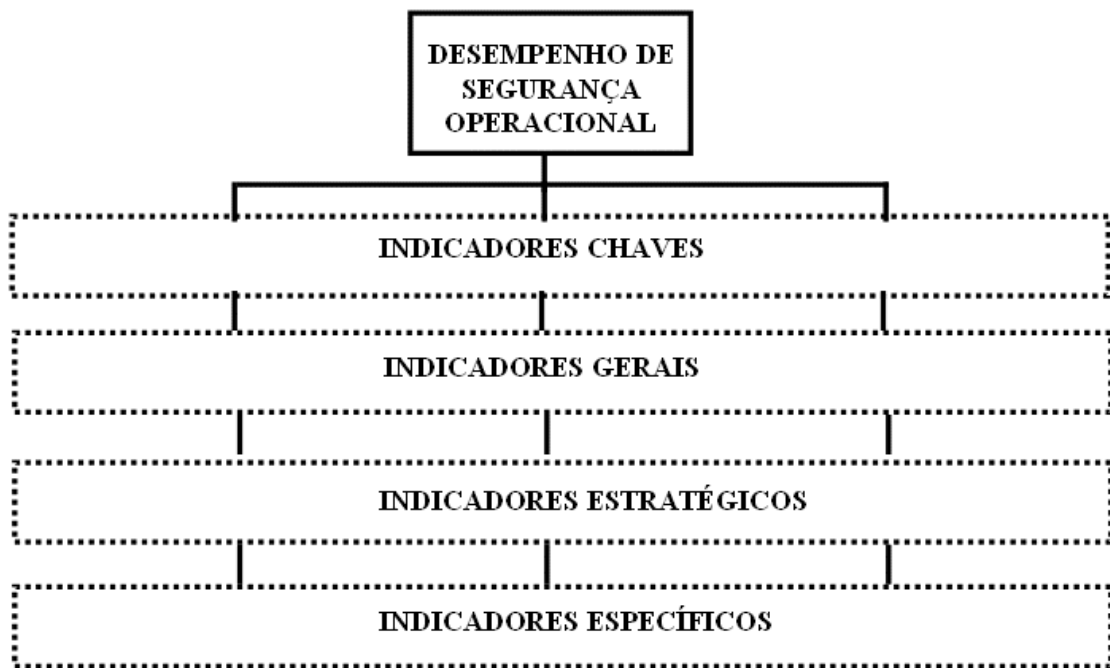 DESEMPENHO DE
SEGURANÇA
OPERACIONAL
INDICADORES CHAVES
INDICADORES GERAIS
INDICADORES ESTRATÉGICOS
INDICADORES ESPECÍFICOS